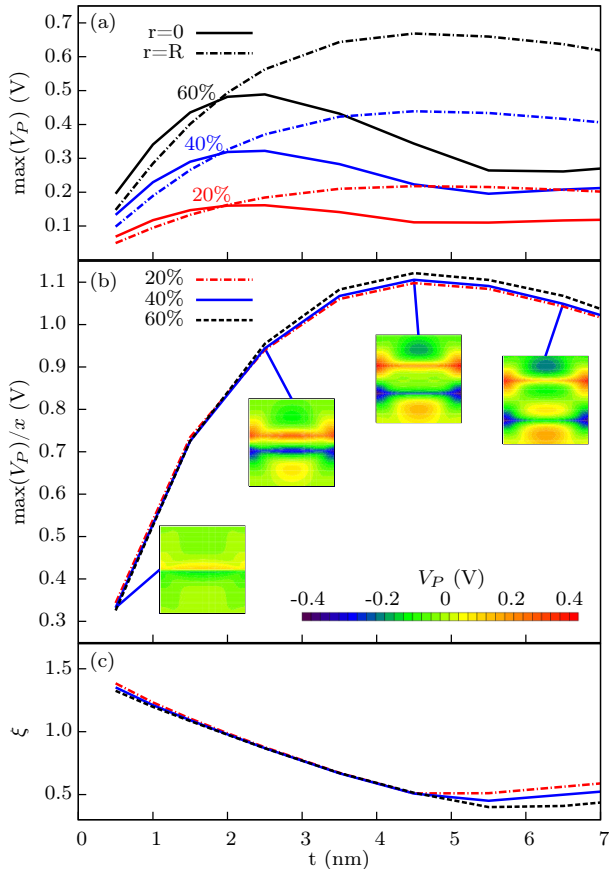 (a)
r=0
r=R
60%
40%
20%
0.7
0.6
0.5
0.4
0.3
0.2
0.1
max(V_P) (V)
(b)
20%
40%
60%
1.1
1.0
0.9
0.8
0.7
0.6
0.5
0.4
0.3
max(V_P)/x (V)
V_P (V)
-0.4 -0.2 0 0.2 0.4
(c)
1.5
1.0
0.5
ξ
0 1 2 3 4 5 6 7
t (nm)